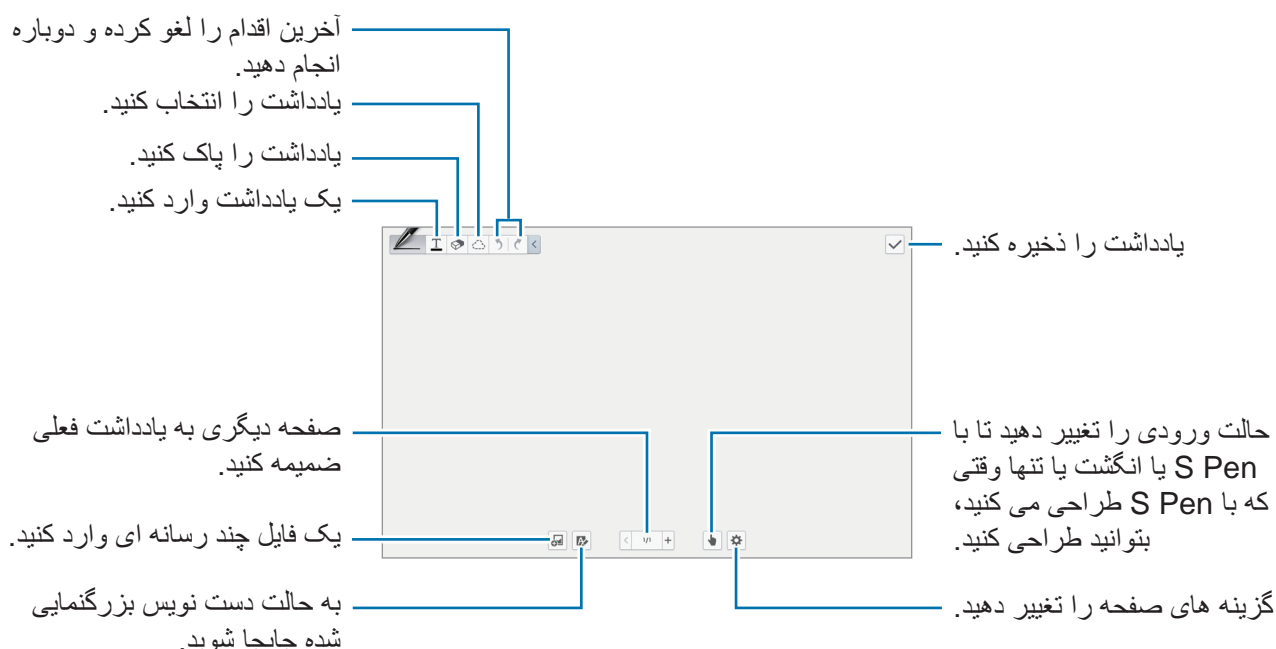 آخرین اقدام را لغو کرده و دوباره
انجام دهید.
یادداشت را انتخاب کنید.
یادداشت را پاک کنید.
یک یادداشت وارد کنید.
یادداشت را ذخیره کنید.
صفحه دیگری به یادداشت فعلی
ضمیمه کنید.
حالت ورودی را تغییر دهید تا با
S Pen یا انگشت یا تنها وقتی
که با S Pen طراحی می کنید،
بتوانید طراحی کنید.
1/1
یک فایل چند رسانه ای وارد کنید.
به حالت دست نویس بزرگنمایی
شده جابجا شوید.
گزینه های صفحه را تغییر دهید.